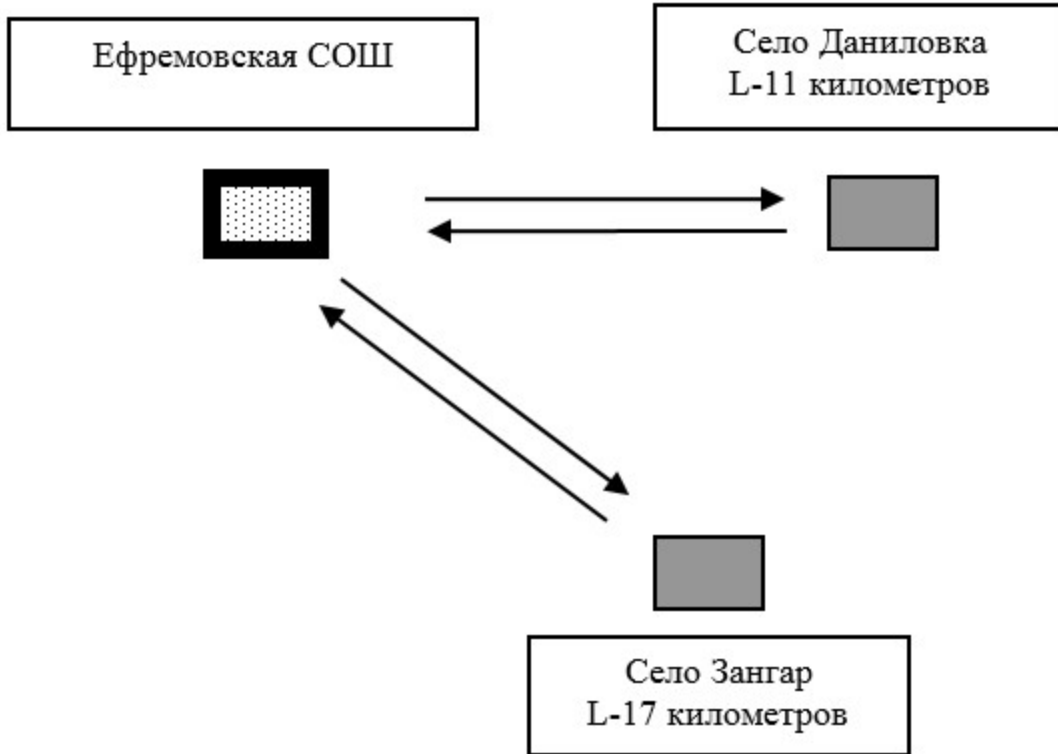 Ефремовская СОШ
Село Даниловка
L-11 километров
Село Зангар
L-17 километров